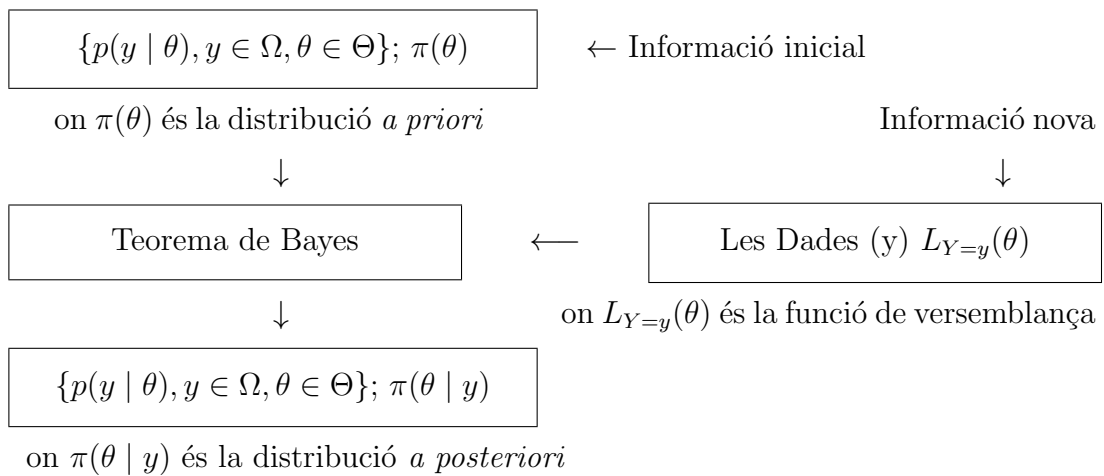 {p(y | θ), y ∈ Ω, θ ∈ Θ}; π(θ) ← Informació inicial
on π(θ) és la distribució a priori
Informació nova
↓ ↓
Teorema de Bayes ⟵ Les Dades (y) L_{Y=y}(θ)
↓
on L_{Y=y}(θ) és la funció de versemblança
{p(y | θ), y ∈ Ω, θ ∈ Θ}; π(θ | y)
on π(θ | y) és la distribució a posteriori